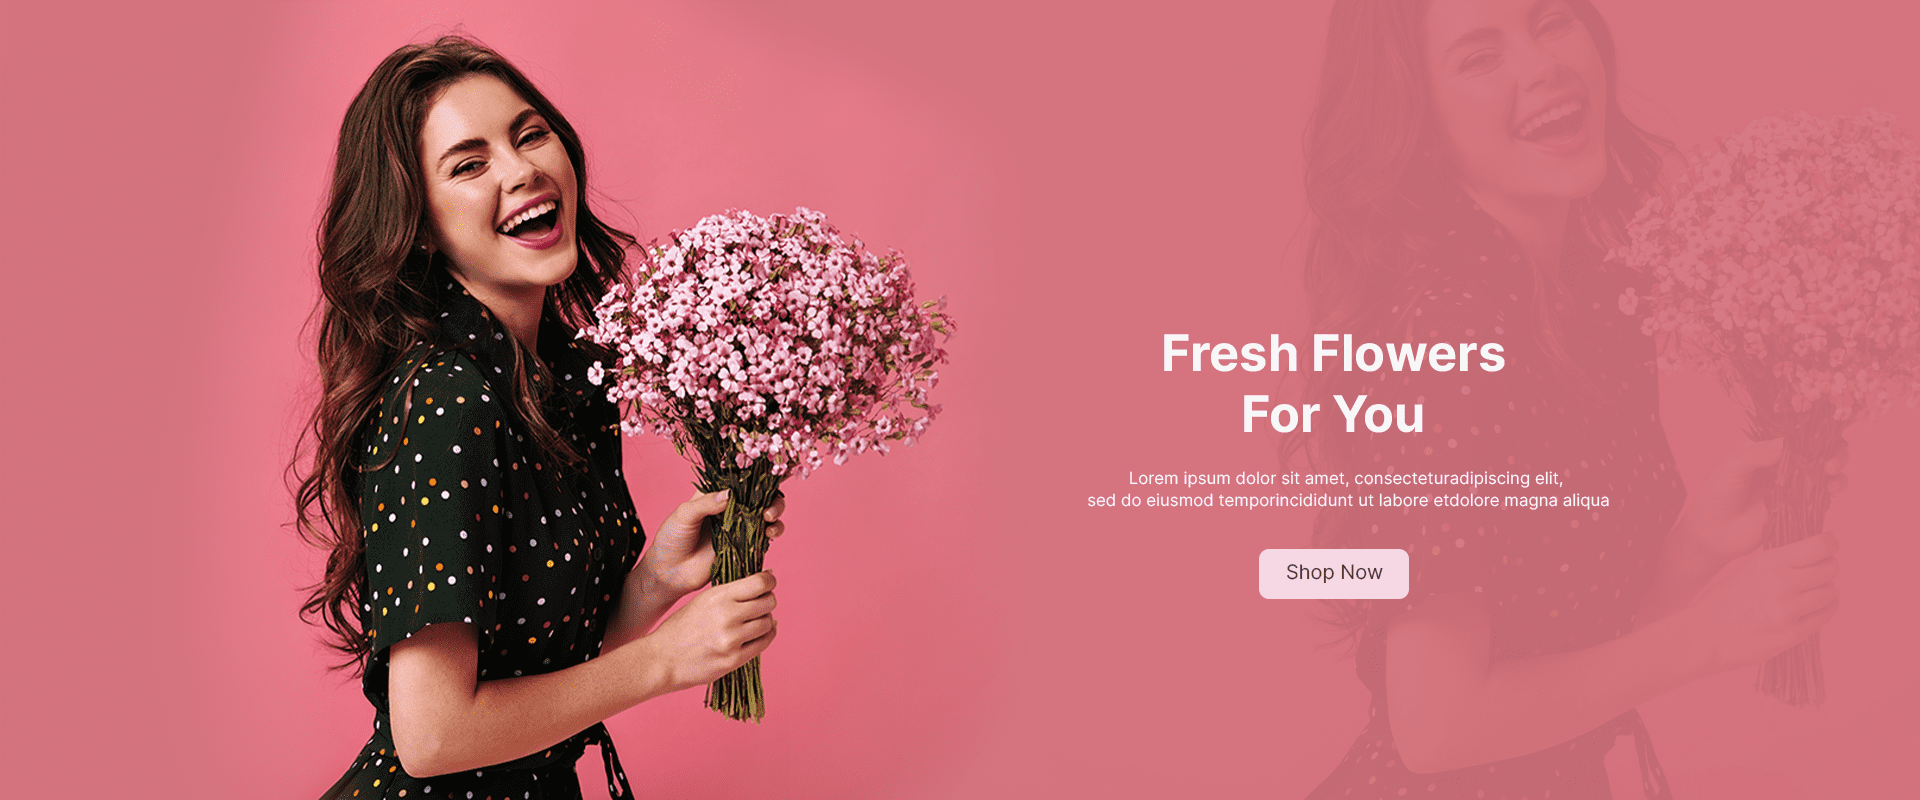 Fresh Flowers
For You
Lorem ipsum dolor sit amet, consecteturadipiscing elit,
sed do eiusmod temporincididunt ut labore etdolore magna aliqua
Shop Now